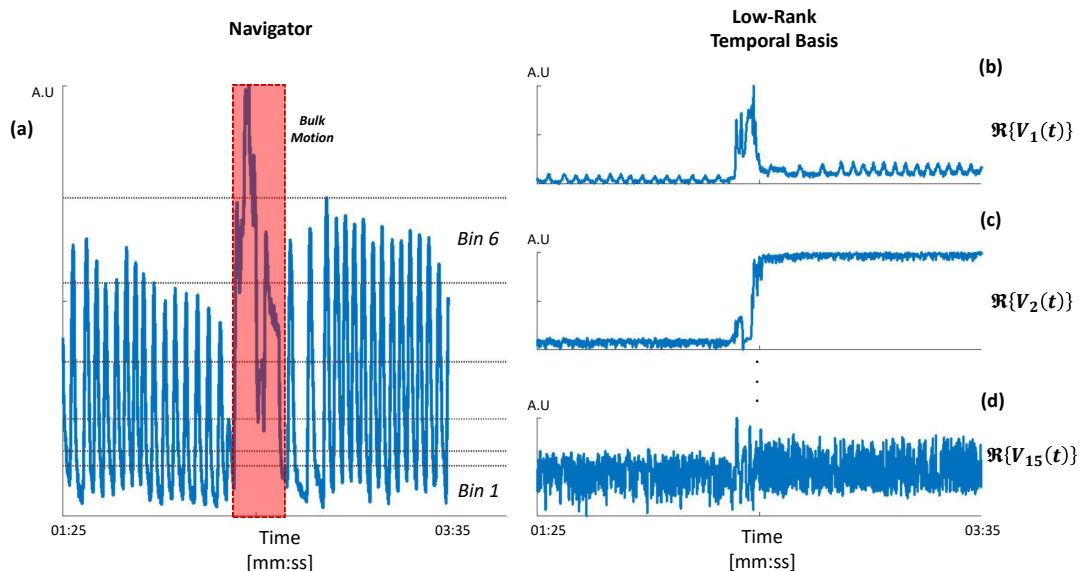 Navigator
A.U
(a)
Bulk
Motion
Bin 6
Bin 1
01:25
03:35
Time
[mm:ss]
Low-Rank
Temporal Basis
(b)
A.U
ℜ{V₁(t)}
(c)
A.U
ℜ{V₂(t)}
(d)
A.U
ℜ{V₁₅(t)}
01:25
03:35
Time
[mm:ss]